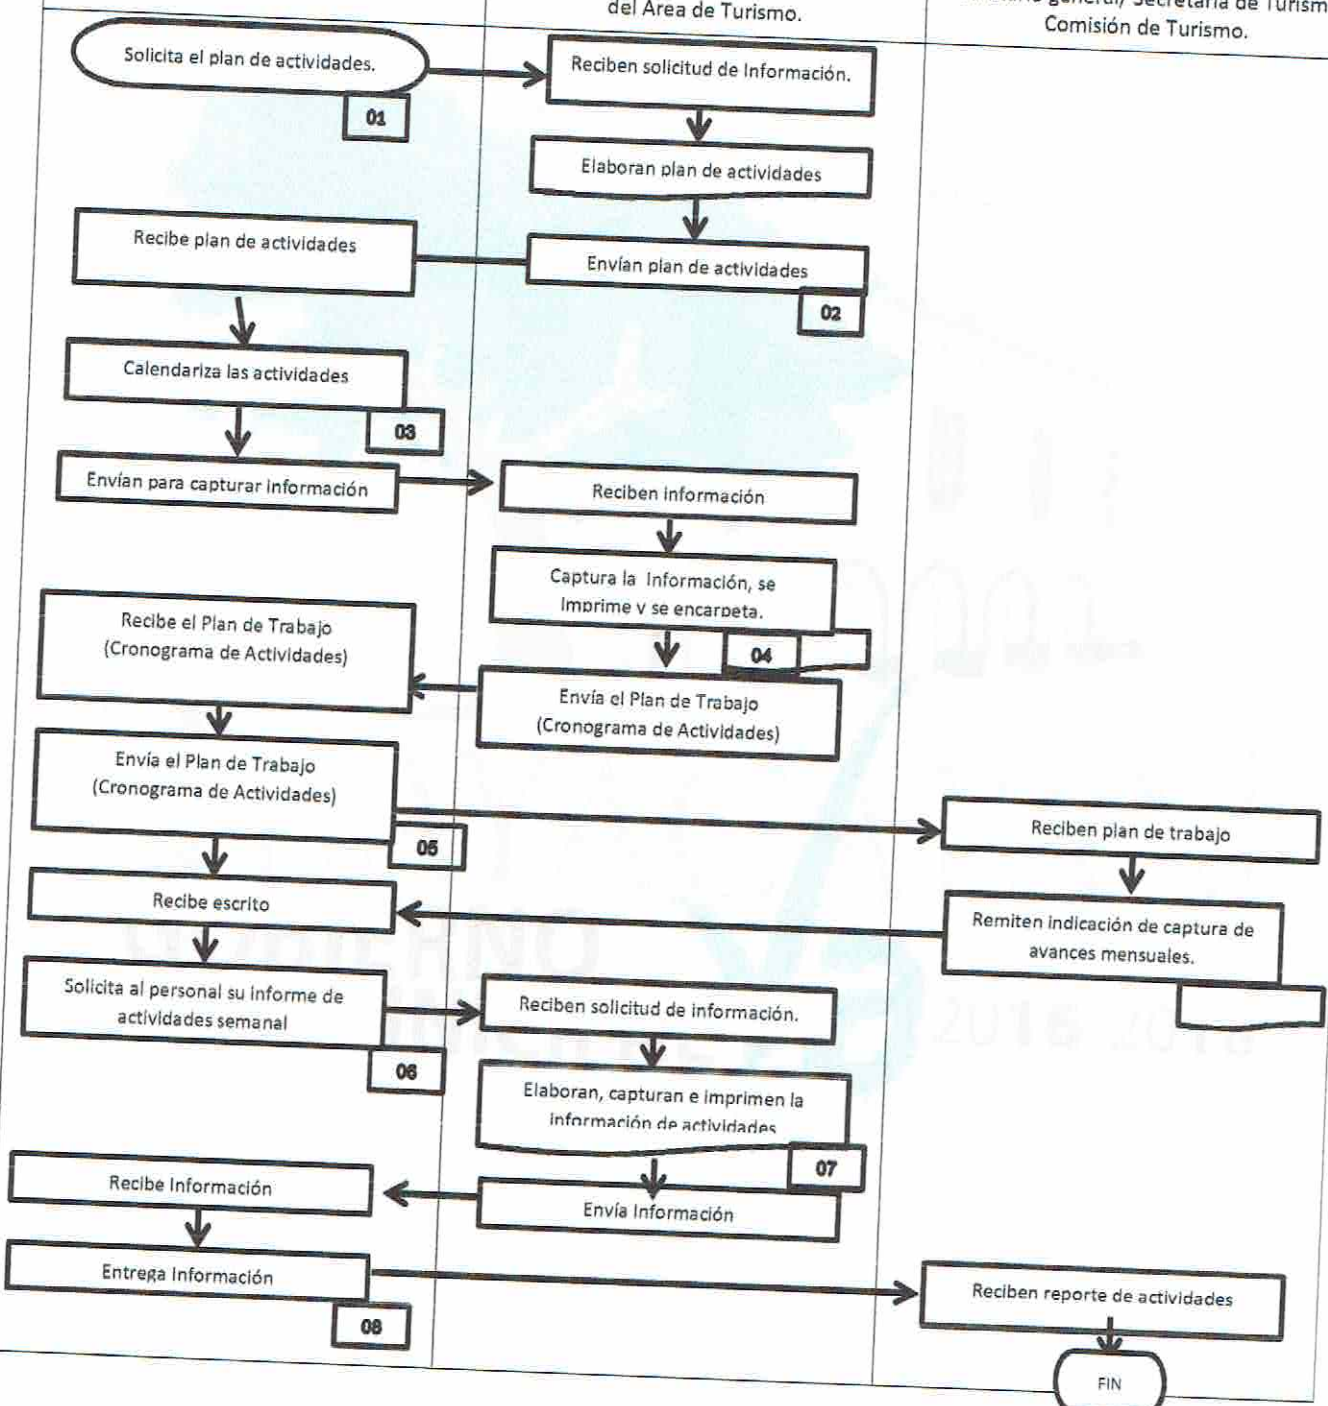 del Area de Turismo.
general/ Secretaria de
Comisión de Turismo.
Solicita el plan de actividades.
01
Reciben solicitud de Información.
Elaboran plan de actividades
Recibe plan de actividades
Envían plan de actividades
02
Calendariza las actividades
03
Envían para capturar información
Reciben información
Captura la Información, se
Imprime y se encarpeta.
04
Recibe el Plan de Trabajo
(Cronograma de Actividades)
Envía el Plan de Trabajo
(Cronograma de Actividades)
Envía el Plan de Trabajo
(Cronograma de Actividades)
05
Reciben plan de trabajo
Recibe escrito
Remiten indicación de captura de
avances mensuales.
Solicita al personal su informe de
actividades semanal
06
Reciben solicitud de información.
Elaboran, capturan e imprimen la
información de actividades
07
Recibe Información
Envía Información
Entrega Información
08
Reciben reporte de actividades
FIN
GOBIERNO